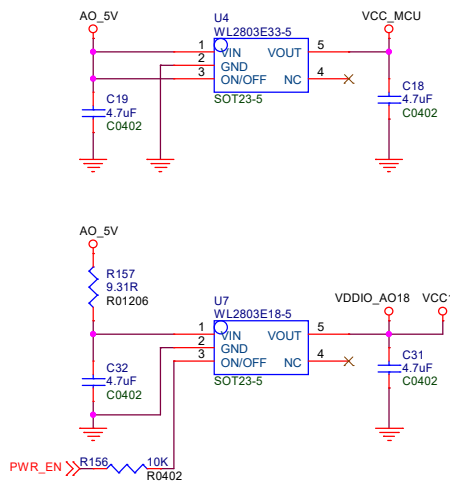 AO_5V
U4
WL2803E33-5
VCC_MCU
1 VIN VOUT 5
2 GND
3 ON/OFF NC 4
SOT23-5
C19
4.7uF
C0402
C18
4.7uF
C0402
AO_5V
R157
9.31R
R01206
U7
WL2803E18-5
VDDIO_AO18 VCC1
1 VIN VOUT 5
2 GND
3 ON/OFF NC 4
SOT23-5
C32
4.7uF
C0402
C31
4.7uF
C0402
PWR_EN R156 10K
R0402